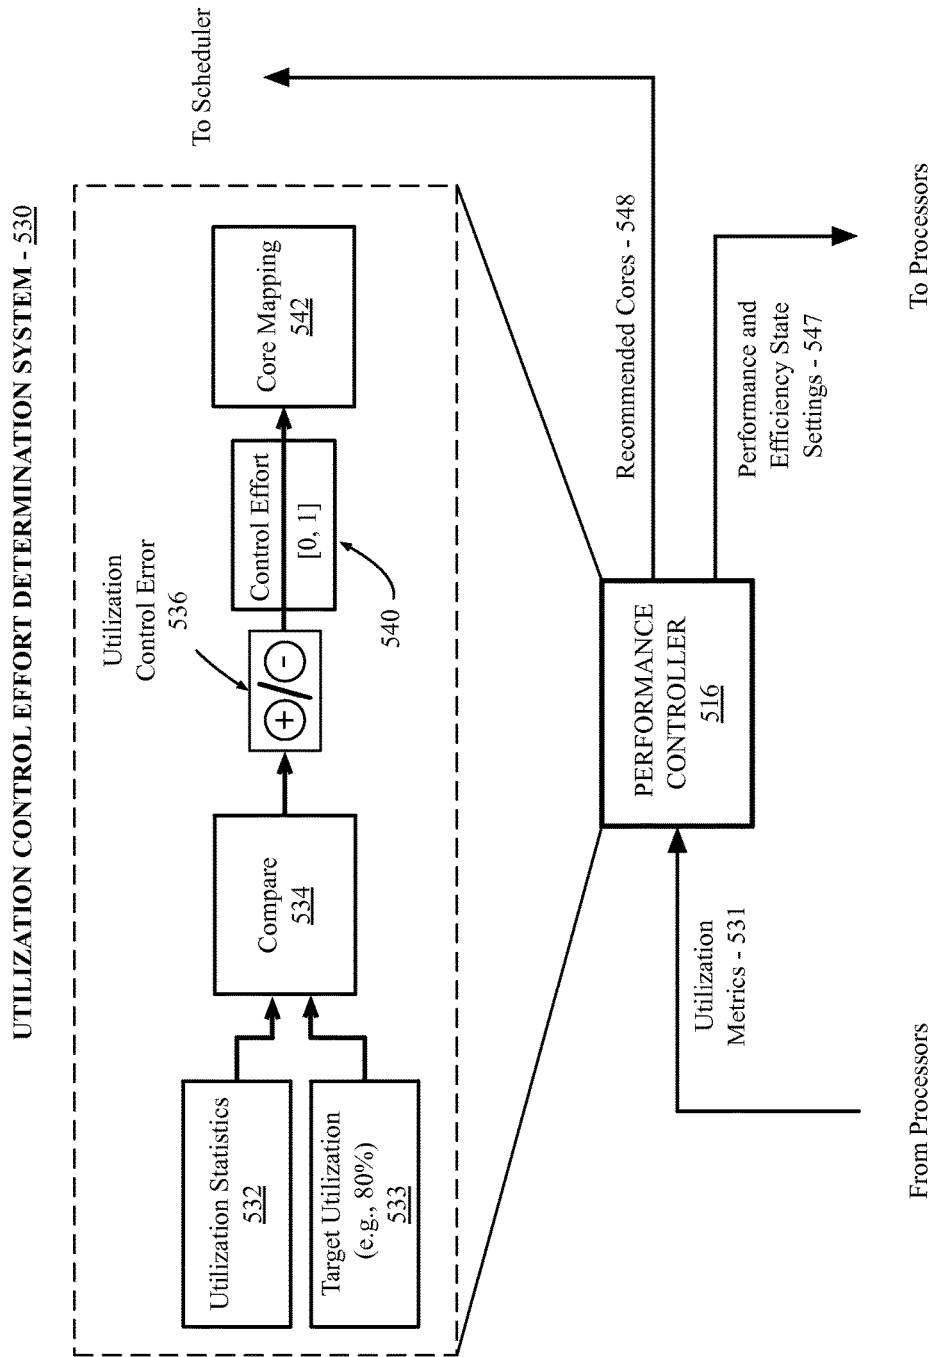 UTILIZATION CONTROL EFFORT DETERMINATION SYSTEM - 530
Utilization Statistics
532
Target Utilization
(e.g., 80%)
533
Compare
534
Utilization
Control Error
536
+/-
Control Effort
[0, 1]
540
Core Mapping
542
To Scheduler
PERFORMANCE
CONTROLLER
516
Recommended Cores - 548
Performance and
Efficiency State
Settings - 547
Utilization
Metrics - 531
From Processors
To Processors